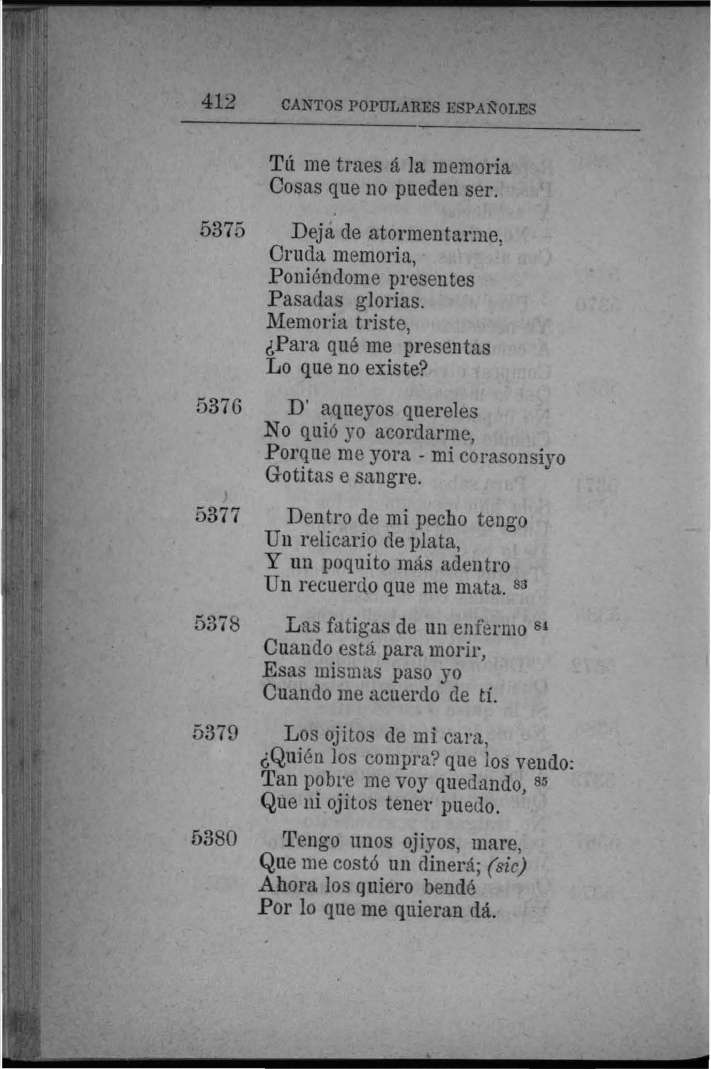 412 CANTOS POPULARES ESPAÑOLES
Tú me traes á la memoria
Cosas que no pueden ser.
5375 Deja de atormentarme,
Cruda memoria,
Poniéndome presentes
Pasadas glorias.
Memoria triste,
¿Para qué me presentas
Lo que no existe?
5376 D' aqueyos quereles
No quió yo acordarme,
Porque me yora - mi corasonsiyo
Gotitas e sangre.
5377 Dentro de mi pecho tengo
Un relicario de plata,
Y un poquito más adentro
Un recuerdo que me mata. 83
5378 Las fatigas de un enfermo 84
Cuando está para morir,
Esas mismas paso yo
Cuando me acuerdo de tí.
5379 Los ojitos de mi cara,
¿Quién los compra? que los vendo:
Tan pobre me voy quedando, 85
Que ni ojitos tener puedo.
5380 Tengo unos ojiyos, mare,
Que me costó un dinerá; (sic)
Ahora los quiero bendé
Por lo que me quieran dá.